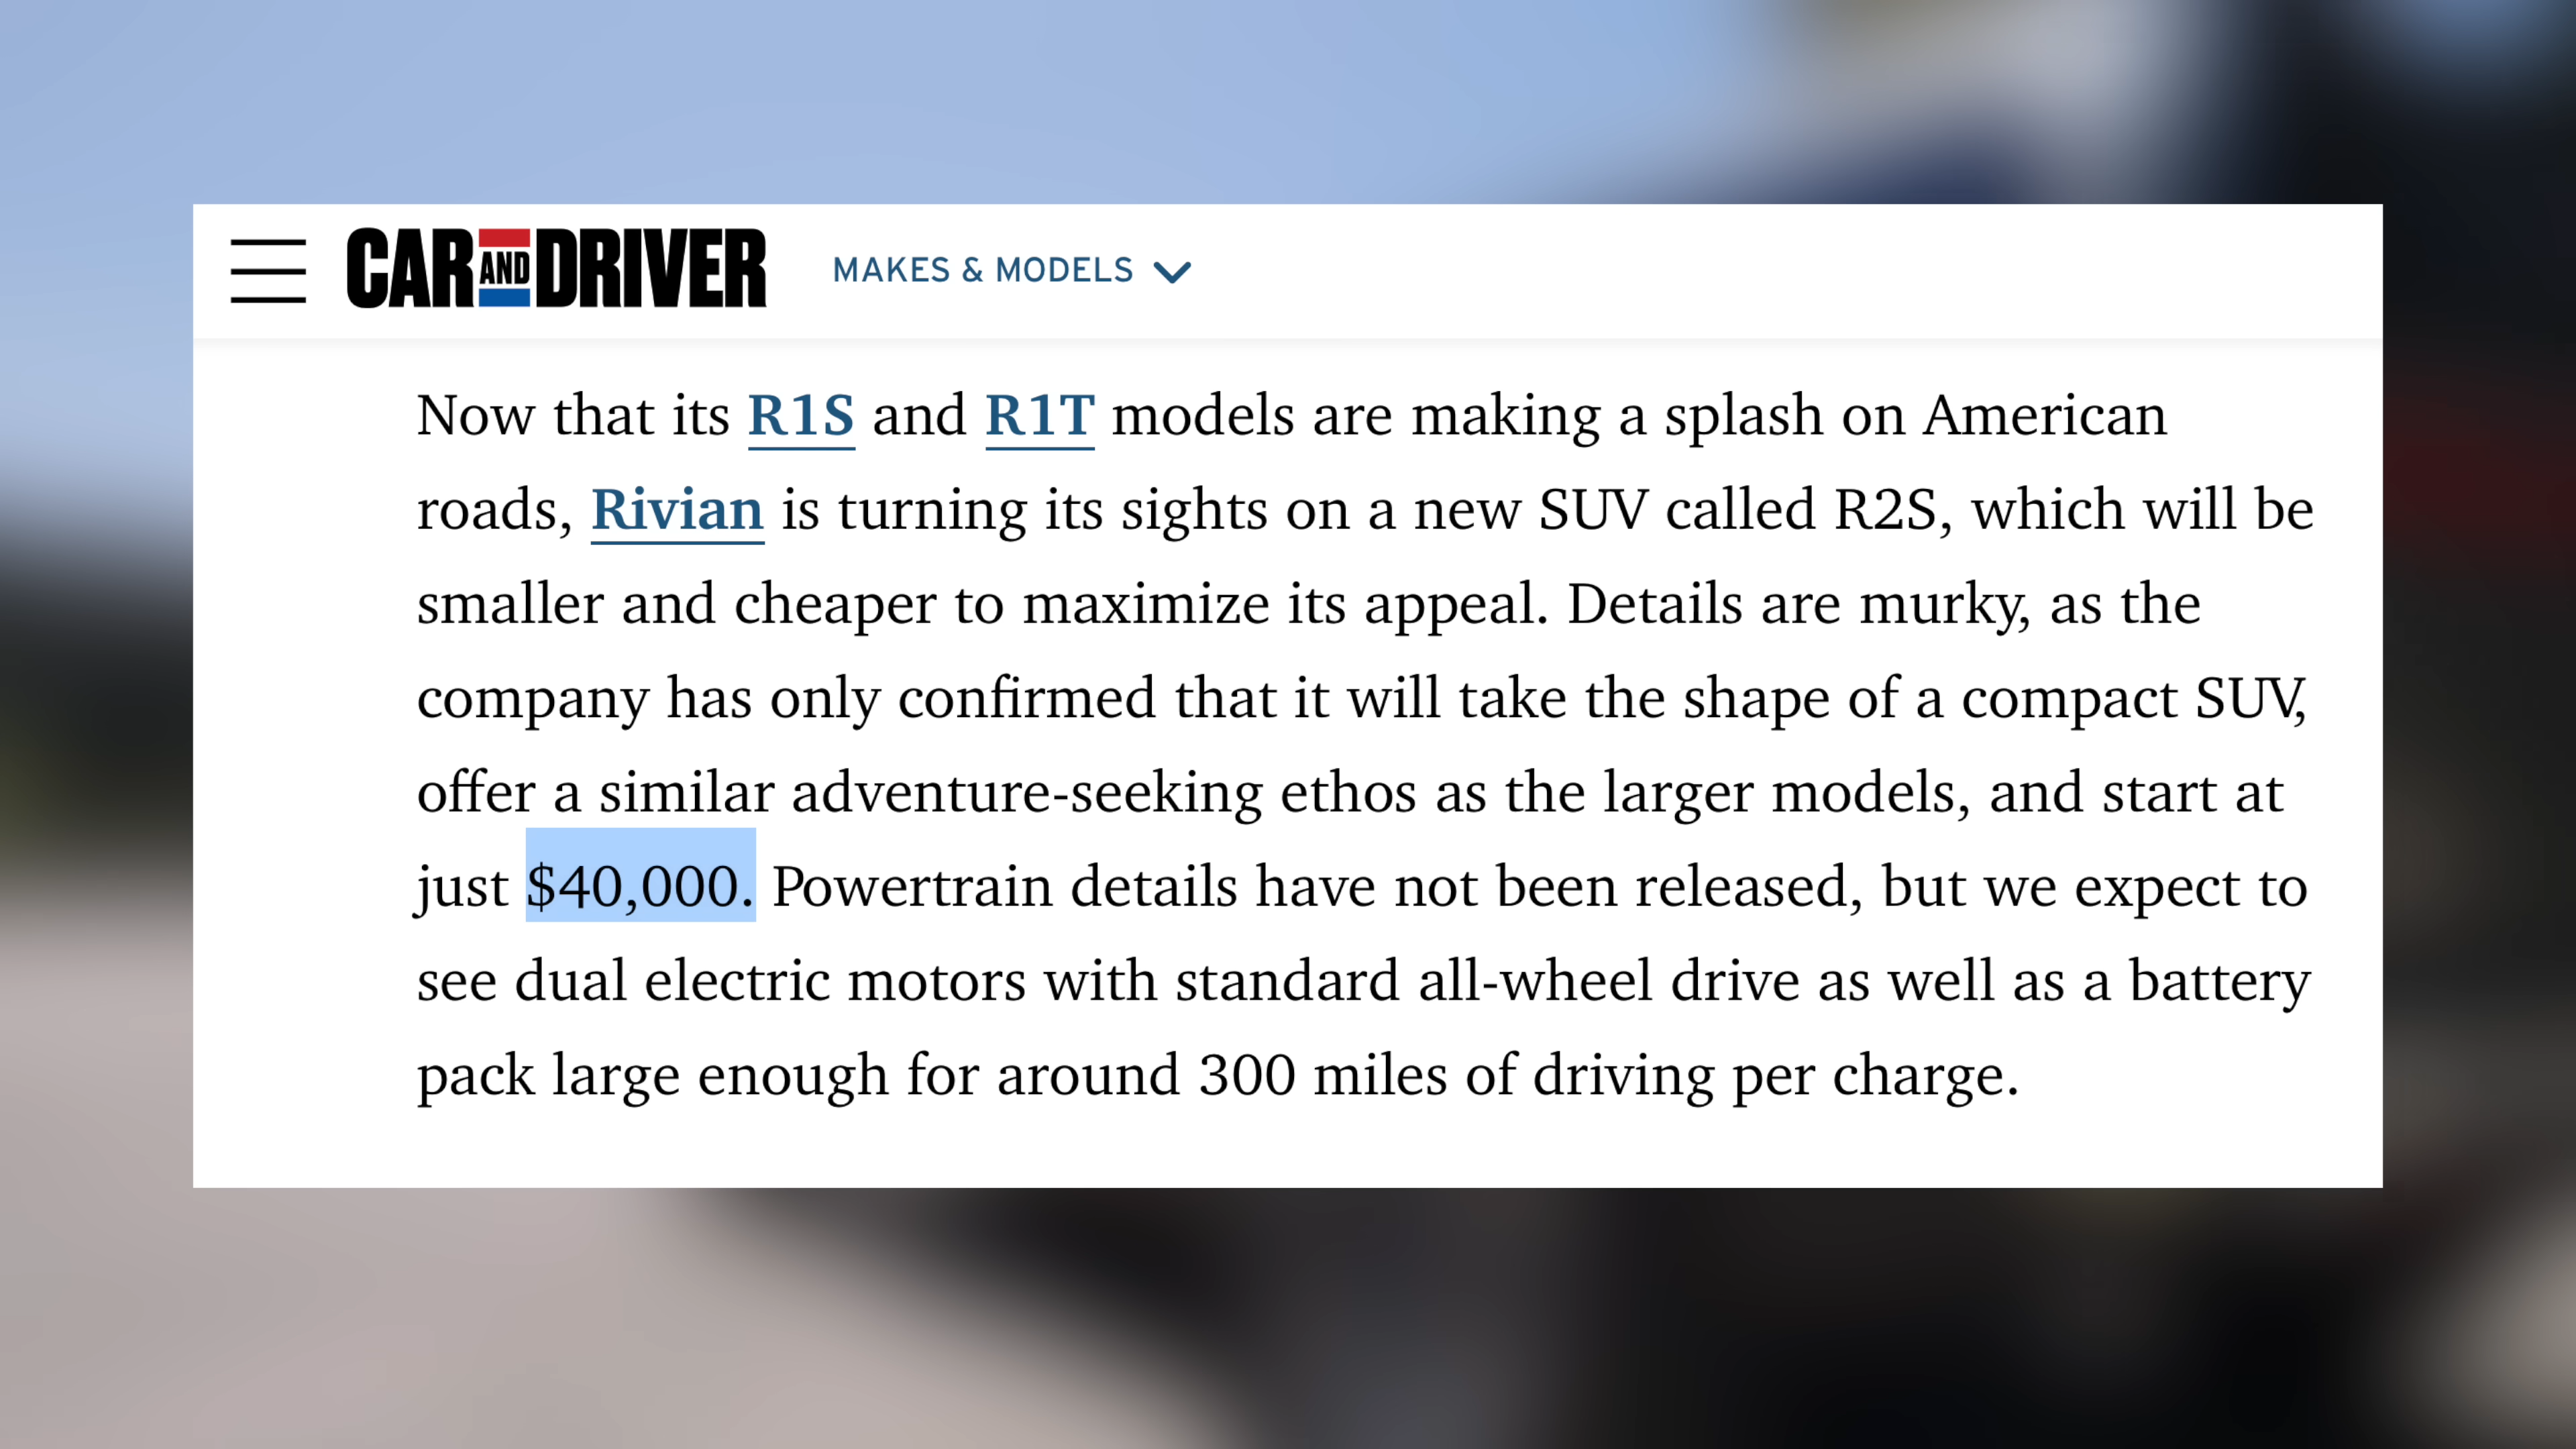 CAR AND DRIVER MAKES & MODELS
Now that its R1S and R1T models are making a splash on American
roads, Rivian is turning its sights on a new SUV called R2S, which will be
smaller and cheaper to maximize its appeal. Details are murky, as the
company has only confirmed that it will take the shape of a compact SUV,
offer a similar adventure-seeking ethos as the larger models, and start at
just $40,000. Powertrain details have not been released, but we expect to
see dual electric motors with standard all-wheel drive as well as a battery
pack large enough for around 300 miles of driving per charge.